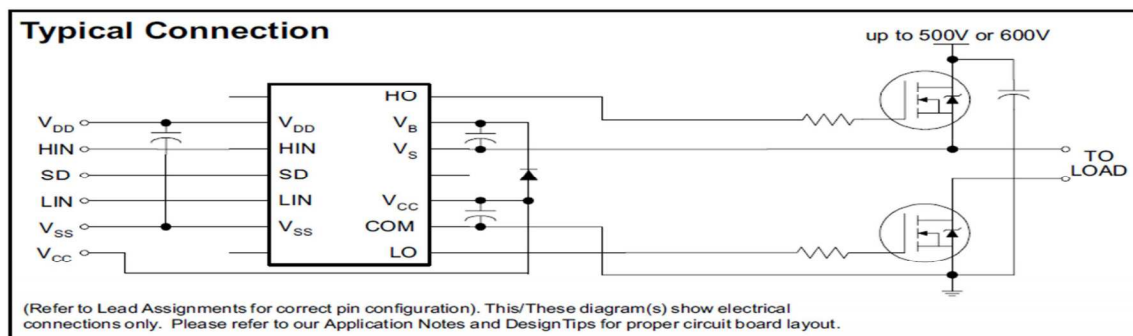 Typical Connection
up to 500V or 600V
HO
VDD
VDD
VB
HIN
HIN
VS
TO
LOAD
SD
SD
LIN
LIN
VCC
VSS
VSS
COM
VCC
LO
(Refer to Lead Assignments for correct pin configuration). This/These diagram(s) show electrical
connections only. Please refer to our Application Notes and DesignTips for proper circuit board layout.